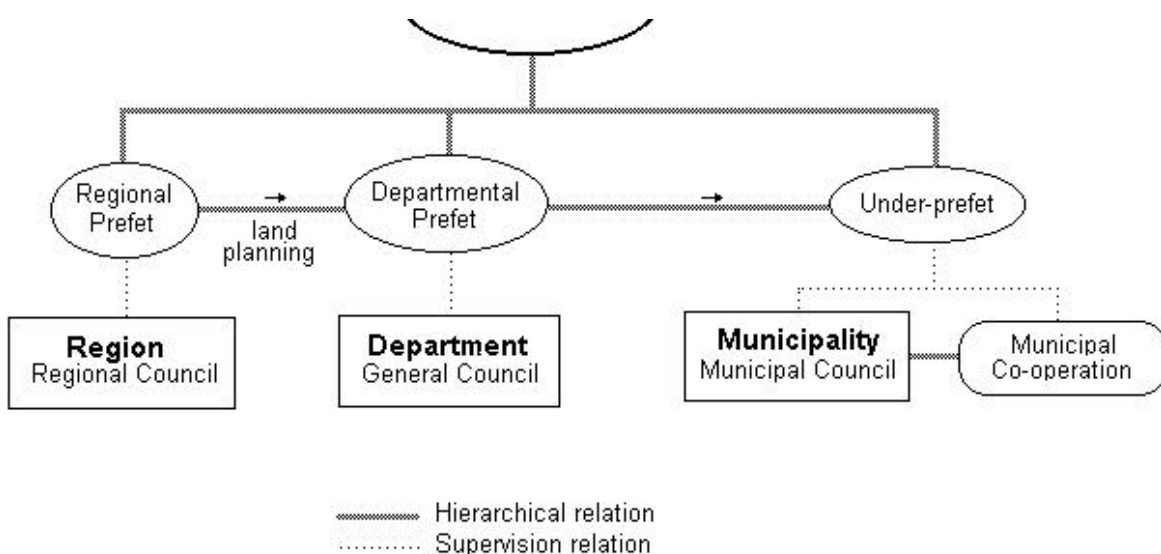 Regional
Prefet
→
land
planning
Departmental
Prefet
→
Under-prefet
Region
Regional Council
Department
General Council
Municipality
Municipal Council
Municipal
Co-operation
Hierarchical relation
Supervision relation